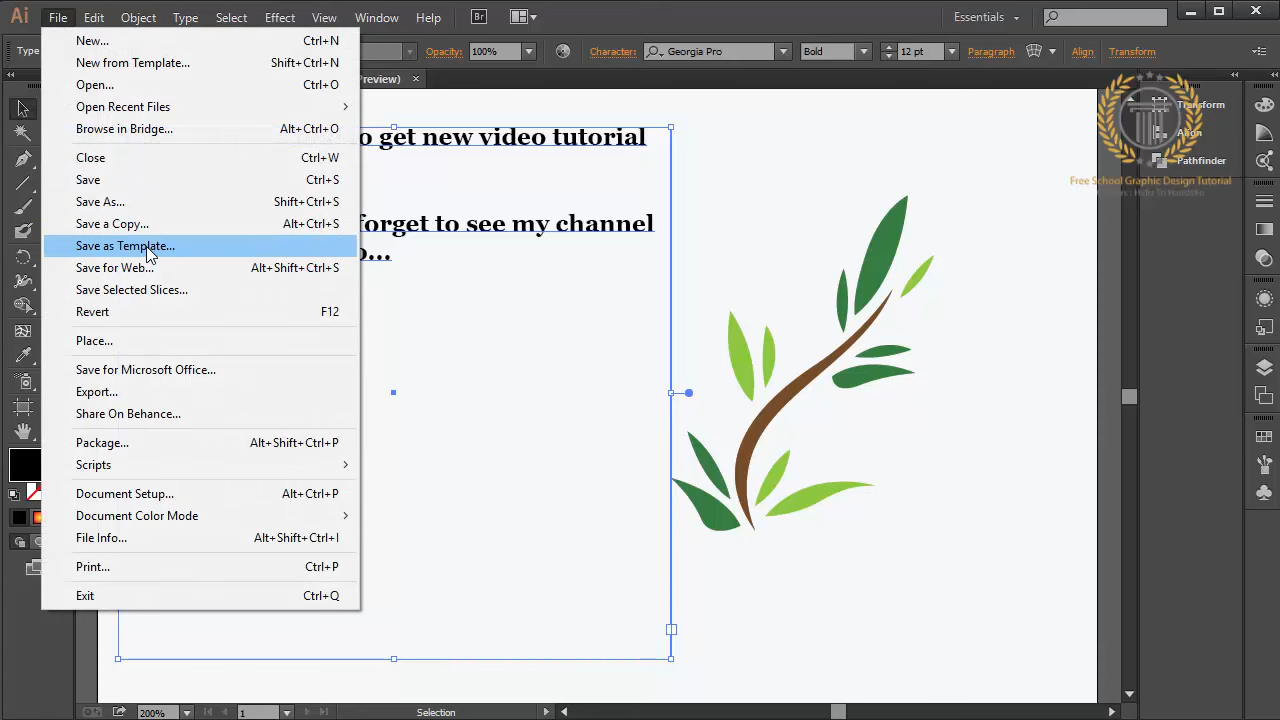 Ai File Edit Object Type Select Effect View Window Help Br Essentials
Type Opacity: 100% Character: Georgia Pro Bold 12 pt Paragraph Align Transform
Preview)
New... Ctrl+N
New from Template... Shift+Ctrl+N
Open... Ctrl+O
Open Recent Files
Browse in Bridge... Alt+Ctrl+O
Close Ctrl+W
Save Ctrl+S
Save As... Shift+Ctrl+S
Save a Copy... Alt+Ctrl+S
Save as Template...
Save for Web... Alt+Shift+Ctrl+S
Save Selected Slices...
Revert F12
Place...
Save for Microsoft Office...
Export...
Share On Behance...
Package... Alt+Shift+Ctrl+P
Scripts
Document Setup... Alt+Ctrl+P
Document Color Mode
File Info... Alt+Shift+Ctrl+I
Print... Ctrl+P
Exit Ctrl+Q
o get new video tutorial
forget to see my channel
o...
Transform
Align
Pathfinder
Free School Graphic Design Tutorial
200% 1 Selection